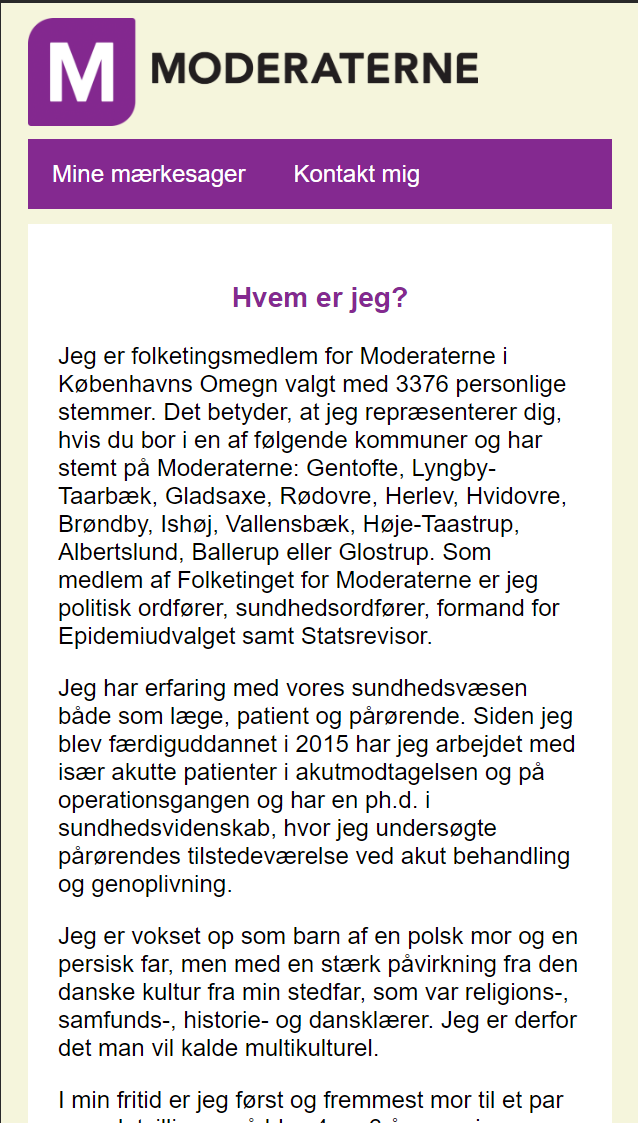 M MODERATERNE
Mine mærkesager Kontakt mig
Hvem er jeg?
Jeg er folketingsmedlem for Moderaterne i
Københavns Omegn valgt med 3376 personlige
stemmer. Det betyder, at jeg repræsenterer dig,
hvis du bor i en af følgende kommuner og har
stemt på Moderaterne: Gentofte, Lyngby-
Taarbæk, Gladsaxe, Rødovre, Herlev, Hvidovre,
Brøndby, Ishøj, Vallensbæk, Høje-Taastrup,
Albertslund, Ballerup eller Glostrup. Som
medlem af Folketinget for Moderaterne er jeg
politisk ordfører, sundhedsordfører, formand for
Epidemiudvalget samt Statsrevisor.
Jeg har erfaring med vores sundhedsvæsen
både som læge, patient og pårørende. Siden jeg
blev færdiguddannet i 2015 har jeg arbejdet med
især akutte patienter i akutmodtagelsen og på
operationsgangen og har en ph.d. i
sundhedsvidenskab, hvor jeg undersøgte
pårørendes tilstedeværelse ved akut behandling
og genoplivning.
Jeg er vokset op som barn af en polsk mor og en
persisk far, men med en stærk påvirkning fra den
danske kultur fra min stedfar, som var religions-,
samfunds-, historie- og dansklærer. Jeg er derfor
det man vil kalde multikulturel.
I min fritid er jeg først og fremmest mor til et par